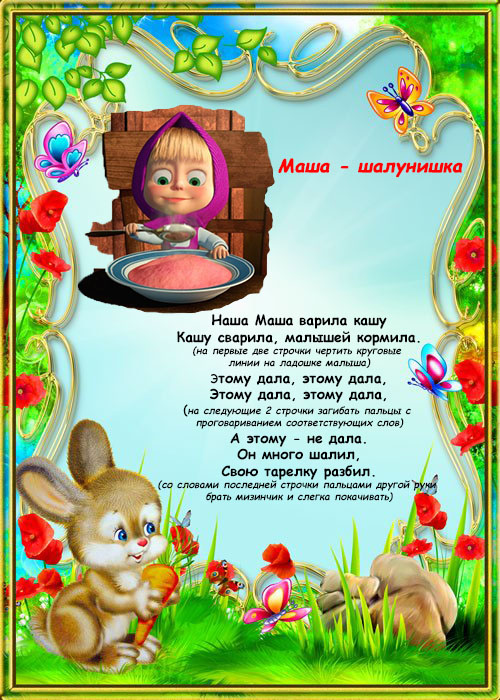 Маша - шалунишка
Наша Маша варила кашу
Кашу сварила, малышей кормила.
(на первые две строчки чертить круговые
линии на ладошке малыша)
Этому дала, этому дала,
Этому дала, этому дала,
(на следующие 2 строчки загибать пальцы с
проговариванием соответствующих слов)
А этому - не дала.
Он много шалил,
Свою тарелку разбил.
(со словами последней строчки пальцами другой руки
брать мизинчик и слегка покачивать)